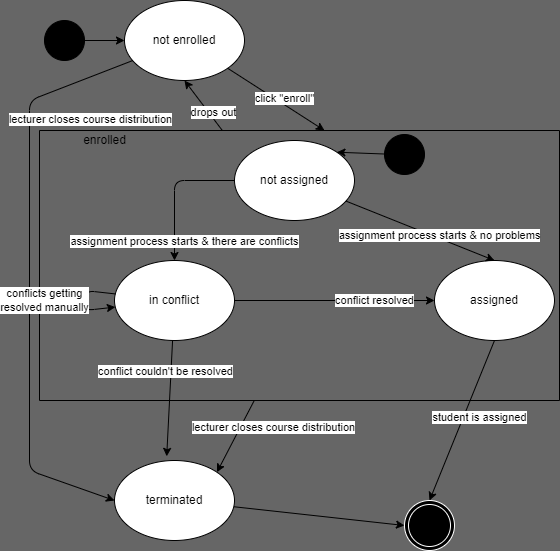 not enrolled
click "enroll"
drops out
lecturer closes course distribution
enrolled
not assigned
assignment process starts & no problems
assignment process starts & there are conflicts
conflicts getting
resolved manually
in conflict
conflict resolved
assigned
conflict couldn't be resolved
student is assigned
lecturer closes course distribution
terminated